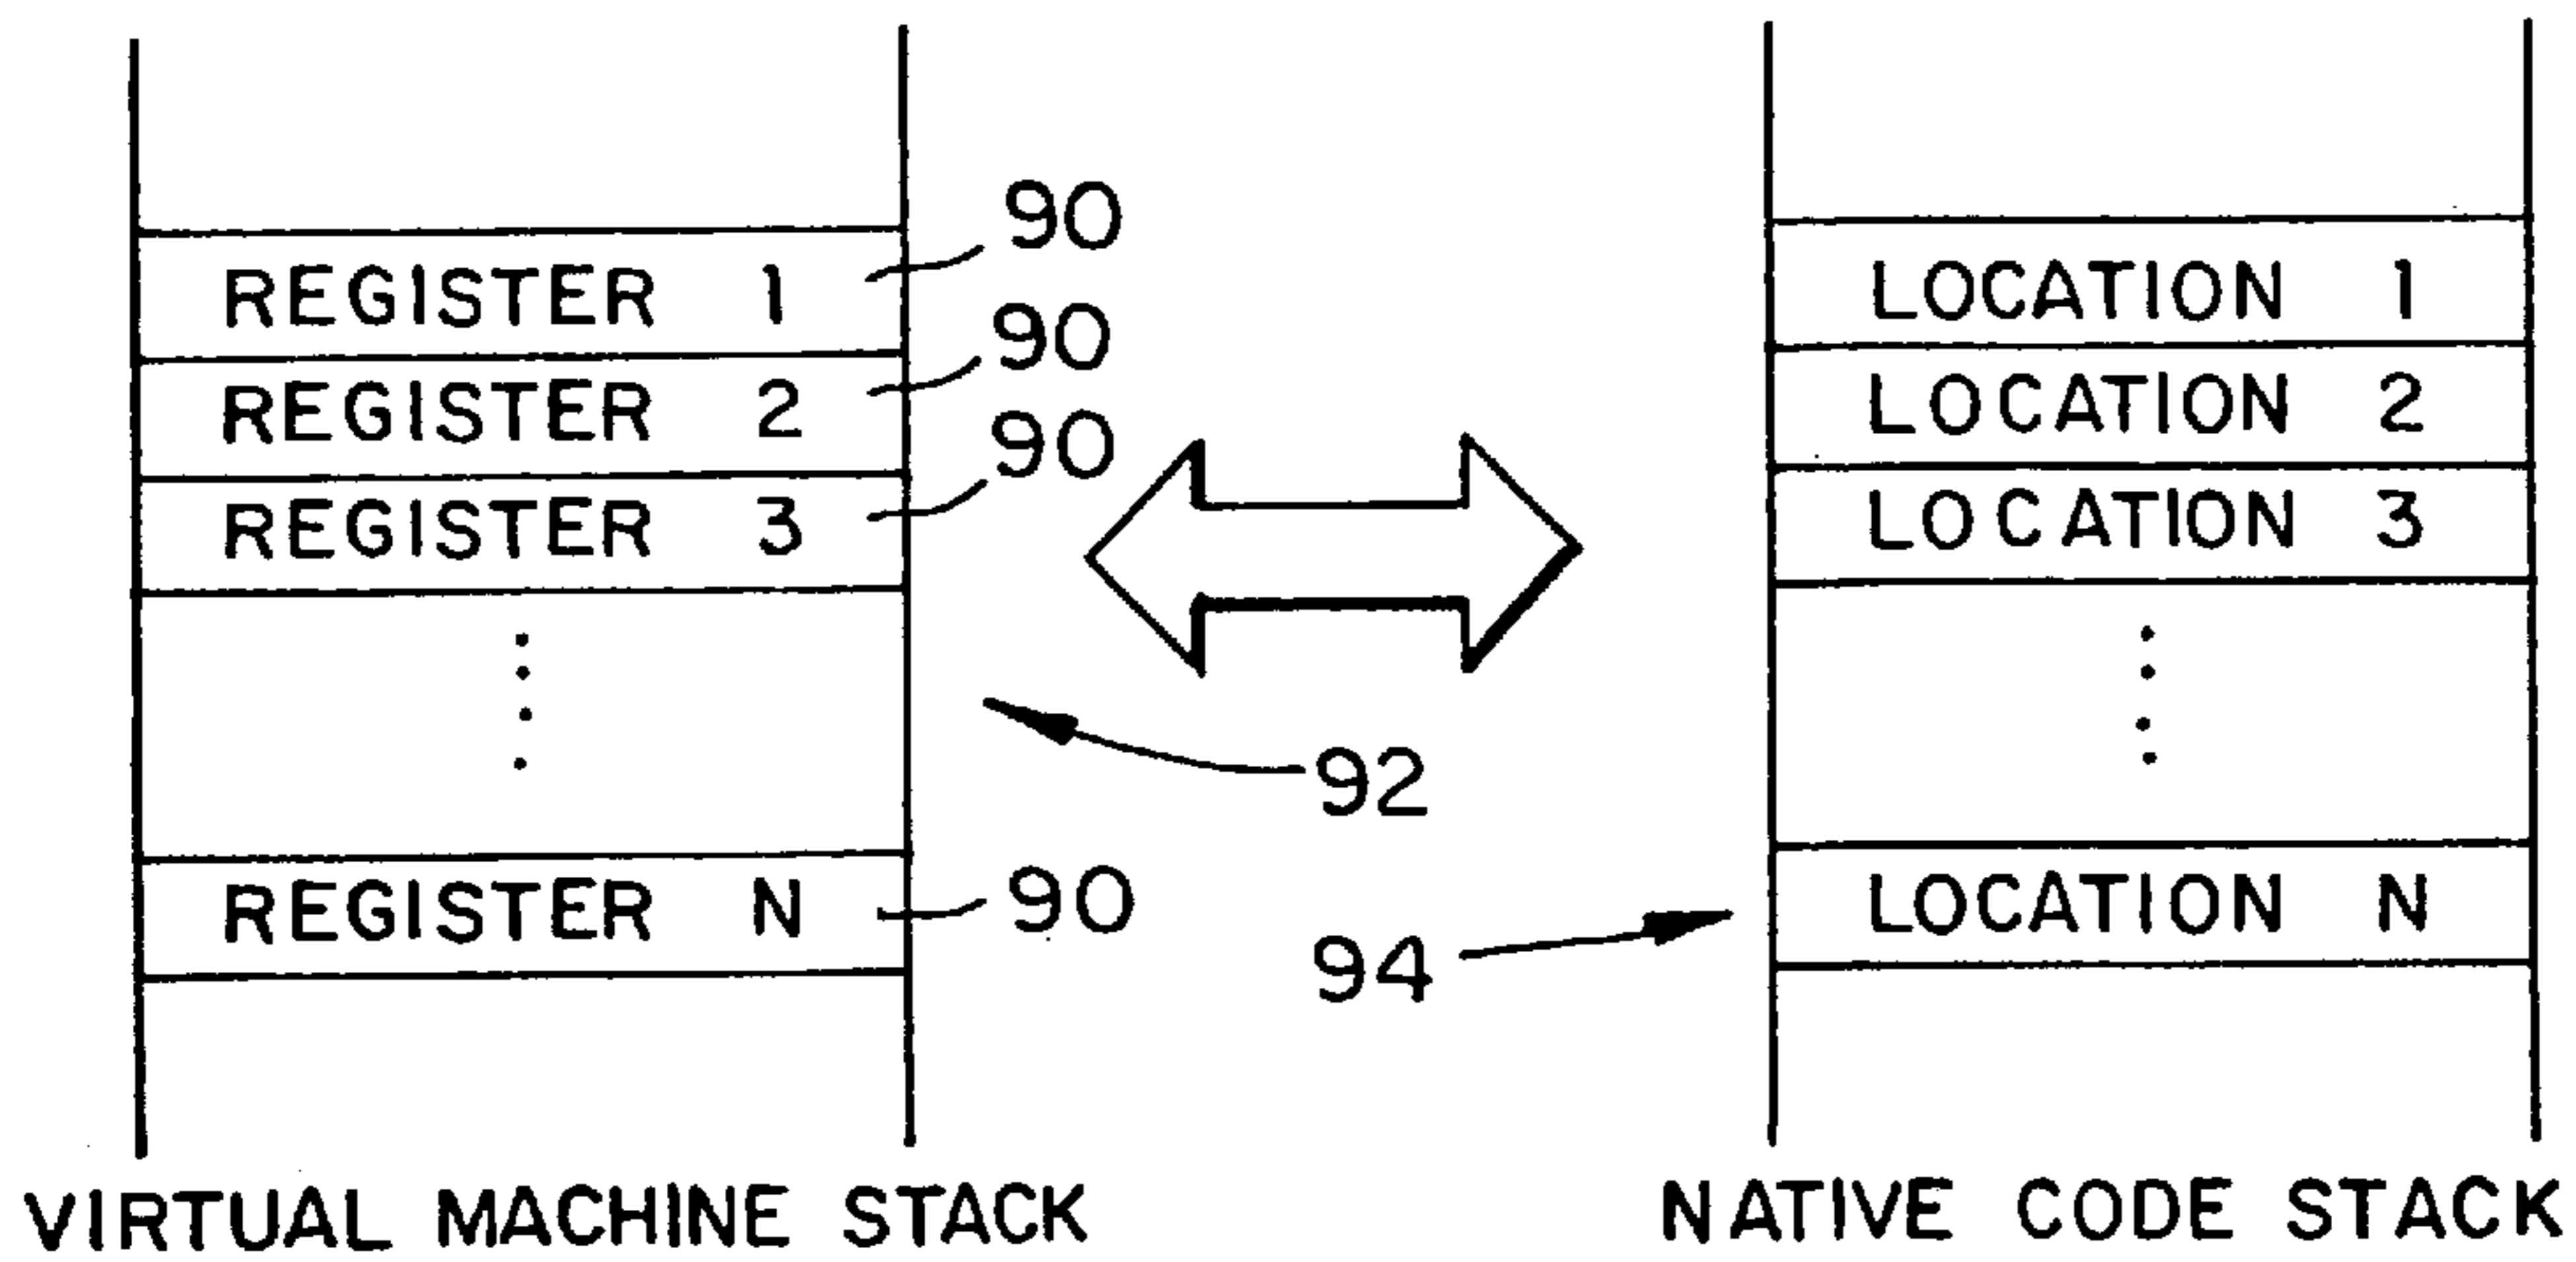 REGISTER 1
90
REGISTER 2
90
REGISTER 3
90
92
REGISTER N
90
VIRTUAL MACHINE STACK
LOCATION 1
LOCATION 2
LOCATION 3
LOCATION N
94
NATIVE CODE STACK